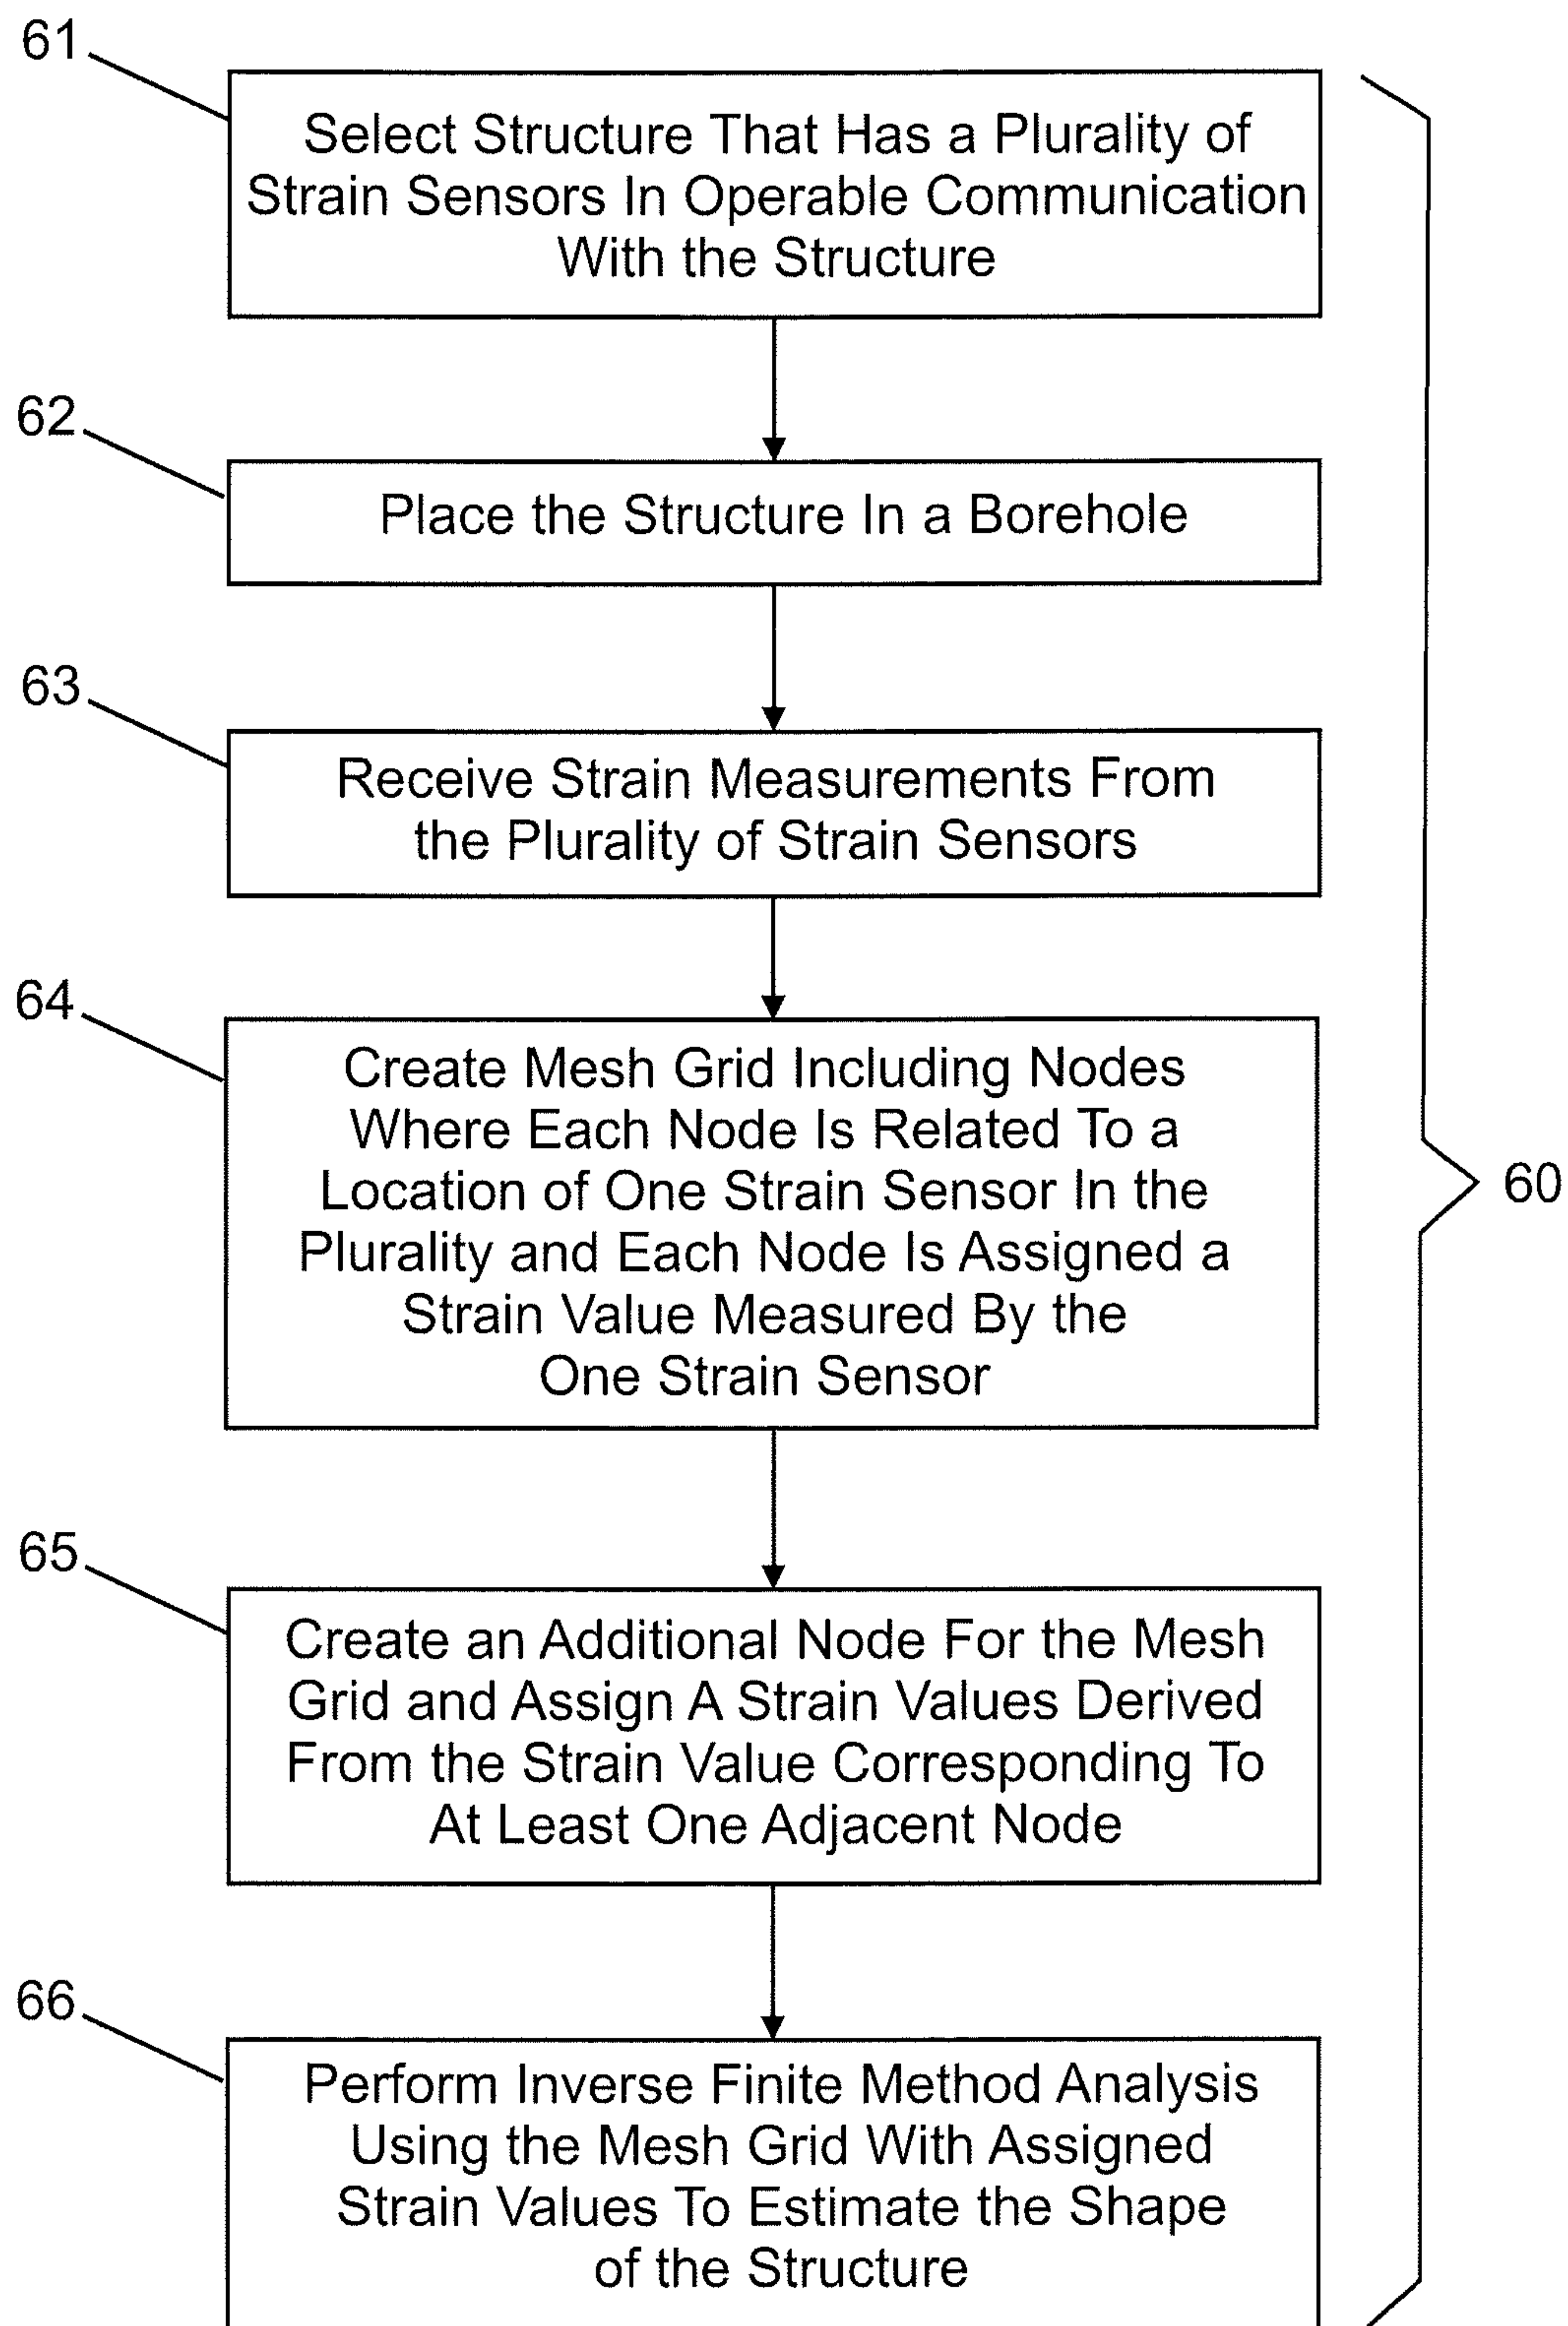 61
Select Structure That Has a Plurality of
Strain Sensors In Operable Communication
With the Structure
62
Place the Structure In a Borehole
63
Receive Strain Measurements From
the Plurality of Strain Sensors
64
Create Mesh Grid Including Nodes
Where Each Node Is Related To a
Location of One Strain Sensor In the
Plurality and Each Node Is Assigned a
Strain Value Measured By the
One Strain Sensor
60
65
Create an Additional Node For the Mesh
Grid and Assign A Strain Values Derived
From the Strain Value Corresponding To
At Least One Adjacent Node
66
Perform Inverse Finite Method Analysis
Using the Mesh Grid With Assigned
Strain Values To Estimate the Shape
of the Structure